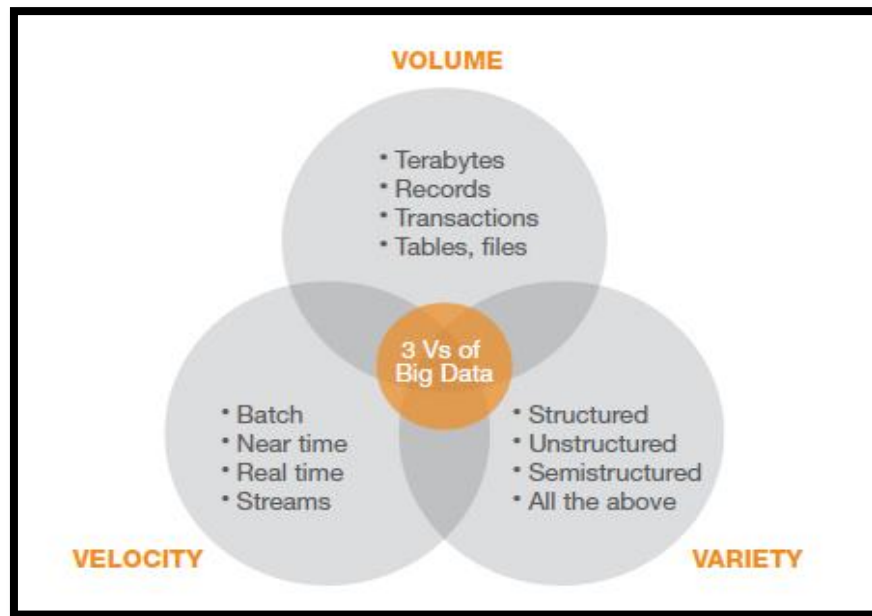 VOLUME
• Terabytes
• Records
• Transactions
• Tables, files
3 Vs of
Big Data
• Batch
• Near time
• Real time
• Streams
• Structured
• Unstructured
• Semistructured
• All the above
VELOCITY
VARIETY